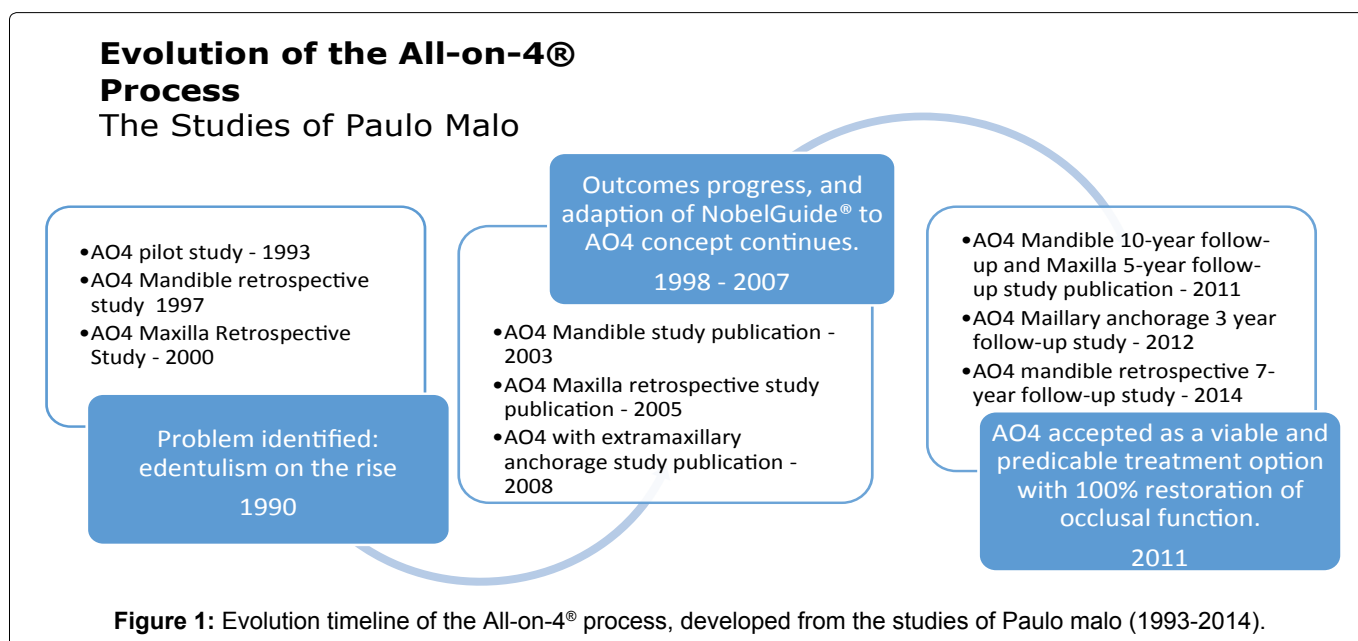 Evolution of the All-on-4®
Process
The Studies of Paulo Malo
•AO4 pilot study - 1993
•AO4 Mandible retrospective
study 1997
•AO4 Maxilla Retrospective
Study - 2000
Problem identified:
edentulism on the rise
1990
Outcomes progress, and
adaption of NobelGuide® to
AO4 concept continues.
1998 - 2007
•AO4 Mandible study publication -
2003
•AO4 Maxilla retrospective study
publication - 2005
•AO4 with extramaxillary
anchorage study publication -
2008
•AO4 Mandible 10-year follow-
up and Maxilla 5-year follow-
up study publication - 2011
•AO4 Maillary anchorage 3 year
follow-up study - 2012
•AO4 mandible retrospective 7-
year follow-up study - 2014
AO4 accepted as a viable and
predicable treatment option
with 100% restoration of
occlusal function.
2011
Figure 1: Evolution timeline of the All-on-4® process, developed from the studies of Paulo malo (1993-2014).